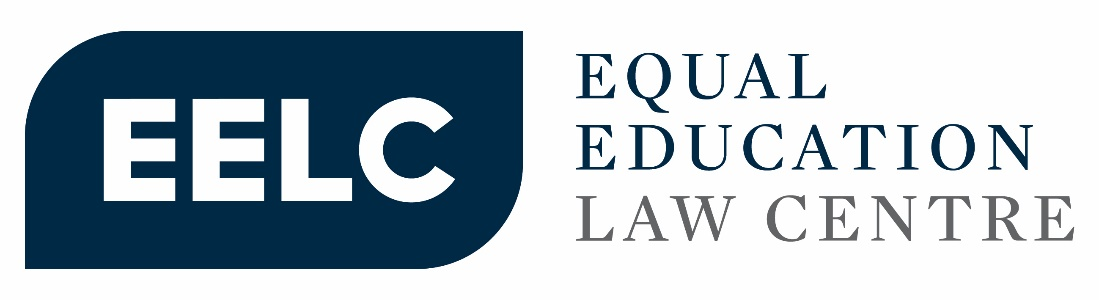 EELC
EQUAL
EDUCATION
LAW CENTRE